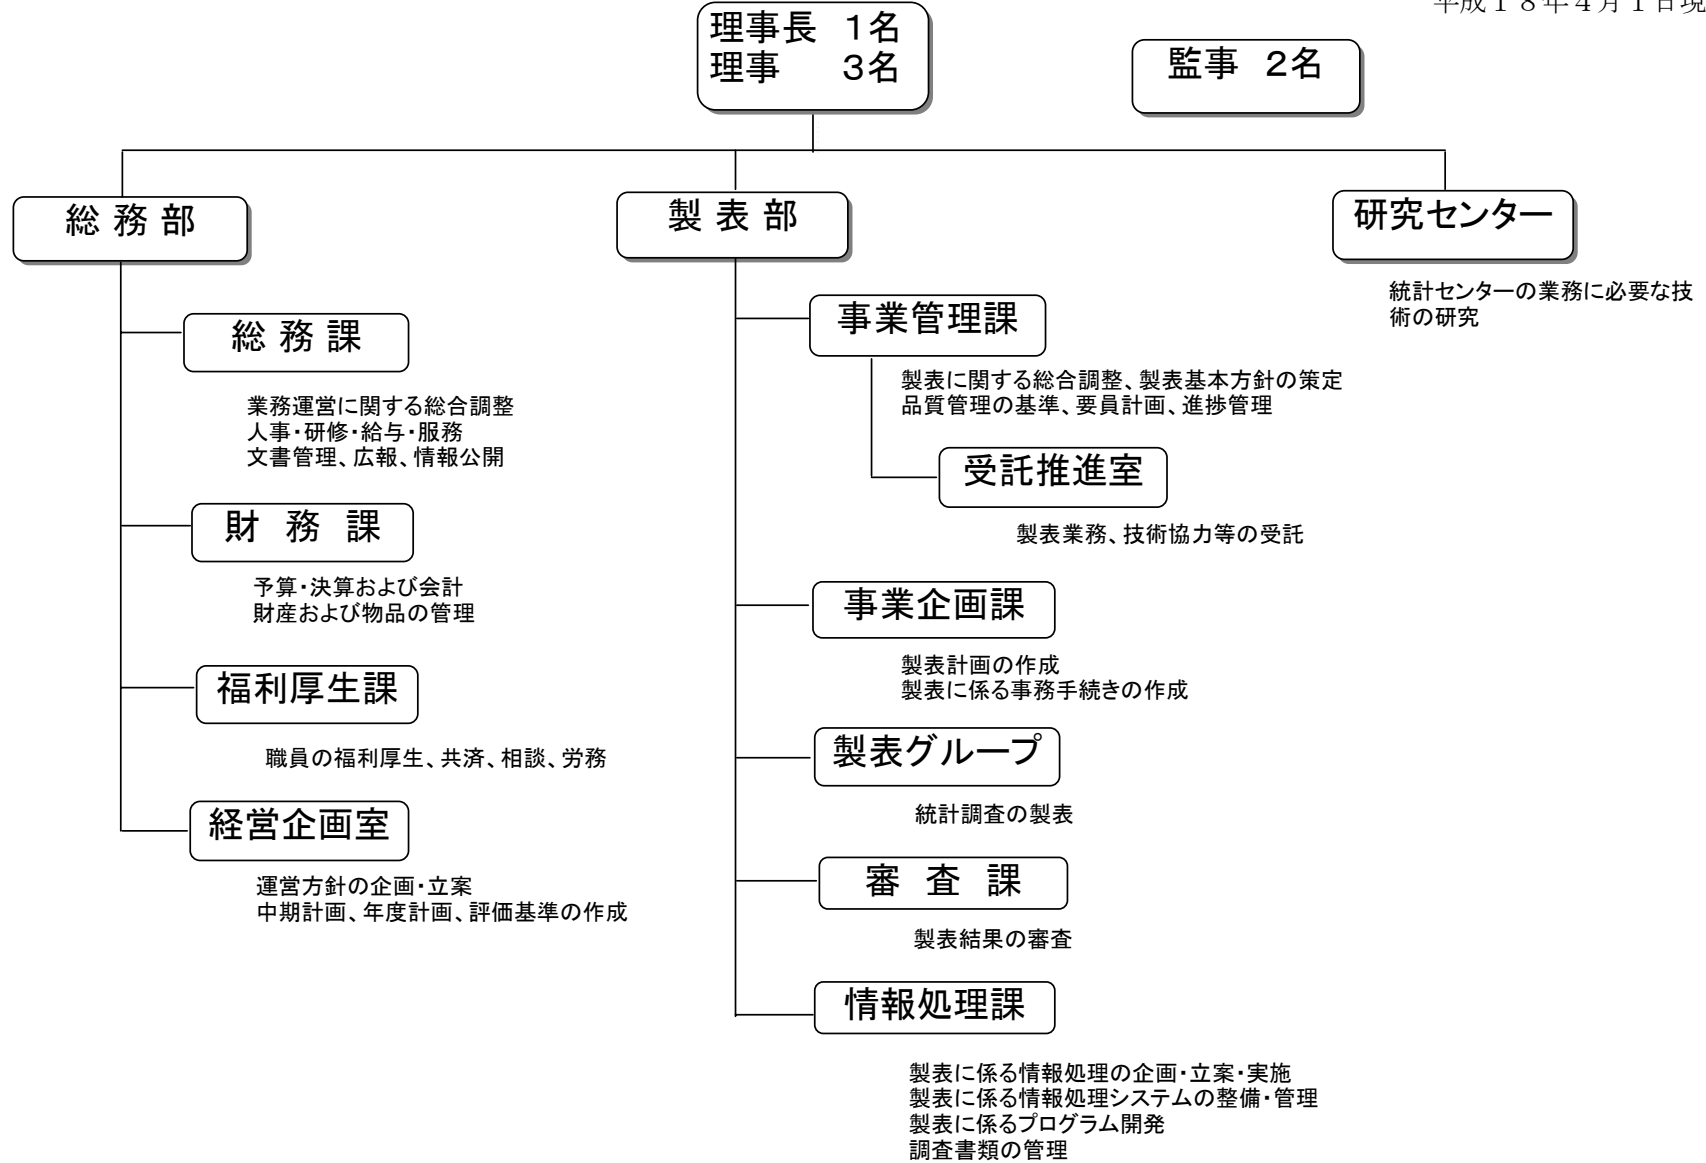 平成１８年４月１日現
理事長　1名
理事　　3名
監事　2名
総 務 部
製 表 部
研究センター
統計センターの業務に必要な技
術の研究
総 務 課
業務運営に関する総合調整
人事・研修・給与・服務
文書管理、広報、情報公開
財　務　課
予算・決算および会計
財産および物品の管理
福利厚生課
職員の福利厚生、共済、相談、労務
経営企画室
運営方針の企画・立案
中期計画、年度計画、評価基準の作成
事業管理課
製表に関する総合調整、製表基本方針の策定
品質管理の基準、要員計画、進捗管理
受託推進室
製表業務、技術協力等の受託
事業企画課
製表計画の作成
製表に係る事務手続きの作成
製表グループ
統計調査の製表
審　査　課
製表結果の審査
情報処理課
製表に係る情報処理の企画・立案・実施
製表に係る情報処理システムの整備・管理
製表に係るプログラム開発
調査書類の管理